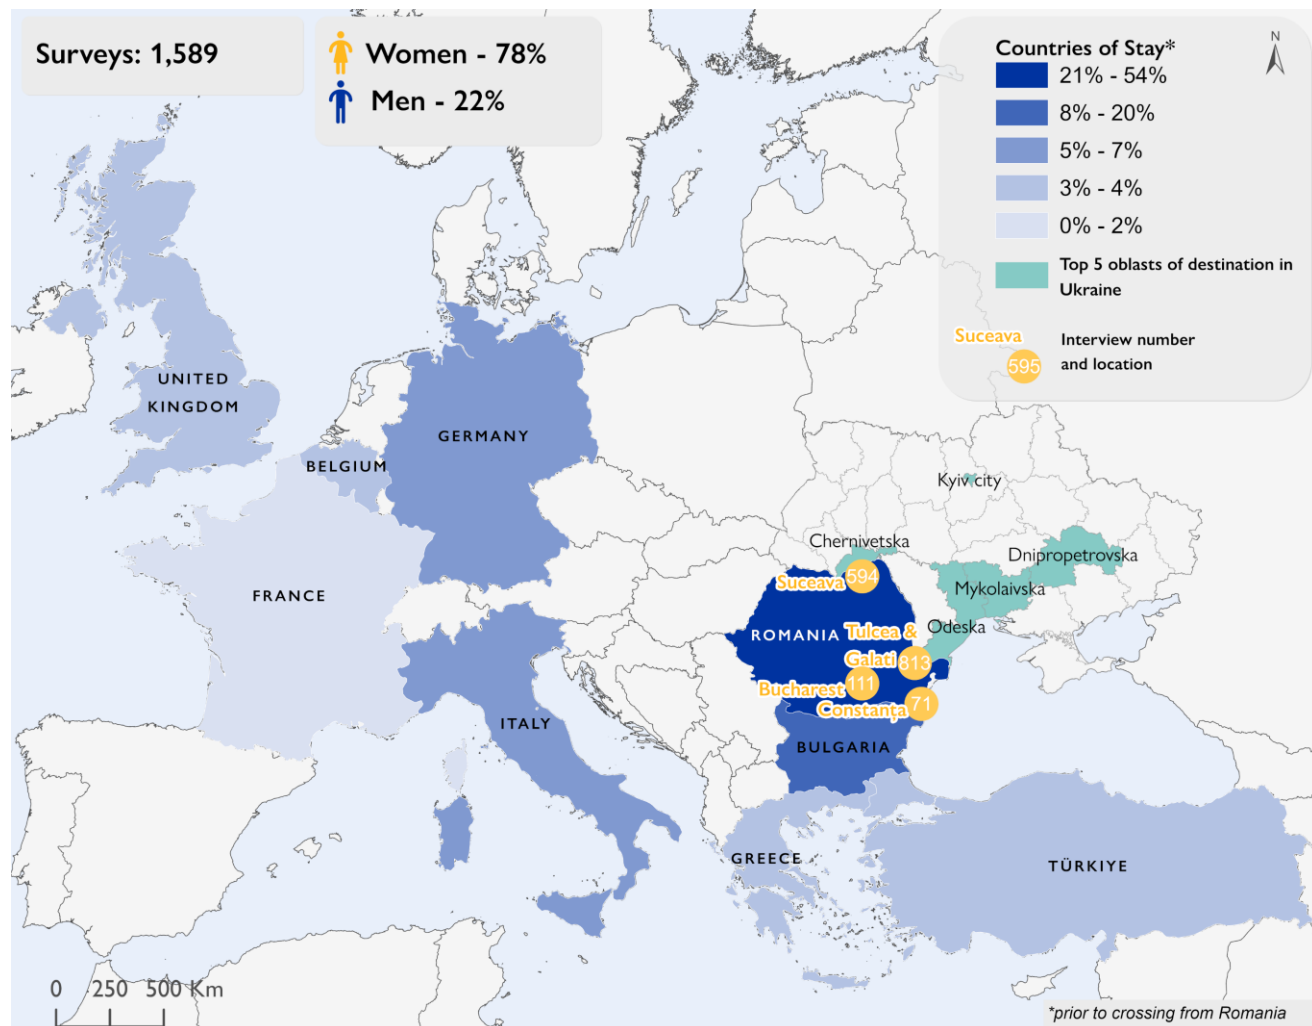 Surveys: 1,589
Women - 78%
Men - 22%
Countries of Stay*
21% - 54%
8% - 20%
5% - 7%
3% - 4%
0% - 2%
Top 5 oblasts of destination in
Ukraine
Suceava
595
Interview number
and location
N
UNITED
KINGDOM
GERMANY
BELGIUM
FRANCE
ITALY
Kyiv city
Chernivetska
Dnipropetrovska
Mykolaivska
Odeska
Suceava
594
ROMANIA
Tulcea &
Galati
813
Bucharest
111
Constanța
71
BULGARIA
GREECE
TÜRKIYE
0 250 500 Km
*prior to crossing from Romania